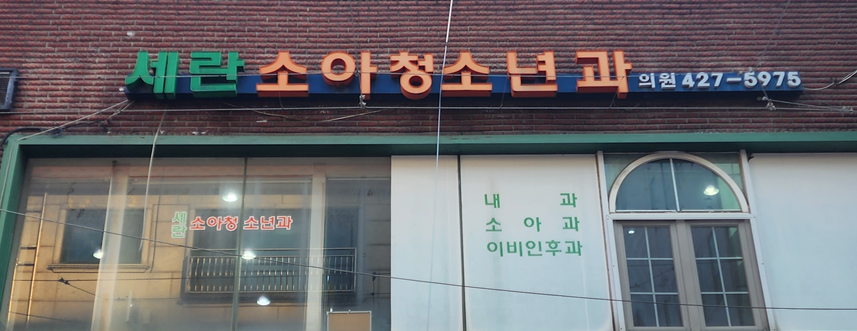 세란 소아청소년과 의원 427-5975
세란 소아청 소년과
내 과
소 아 과
이비인후과